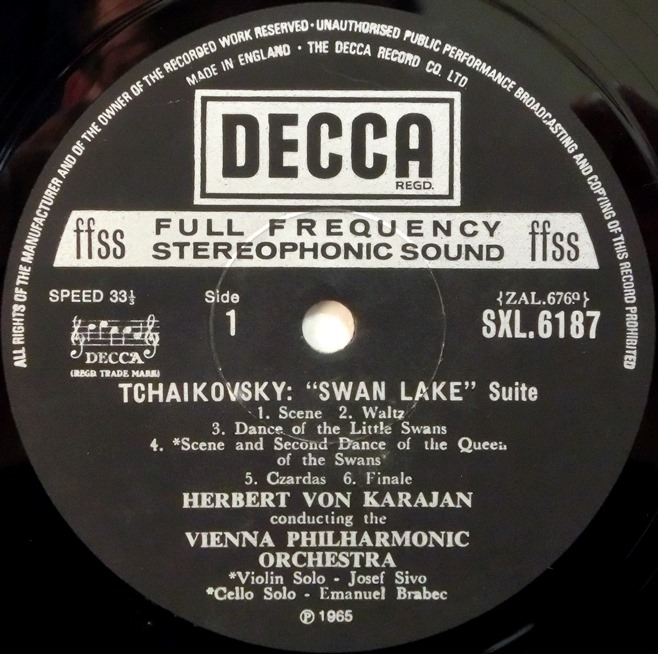 ALL RIGHTS OF THE MANUFACTURER AND OF THE OWNER OF THE RECORDED WORK RESERVED · UNAUTHORISED PUBLIC PERFORMANCE BROADCASTING AND COPYING OF THIS RECORD PROHIBITED
MADE IN ENGLAND · THE DECCA RECORD CO. LTD
DECCA
REGD.
ffss FULL FREQUENCY ffss
STEREOPHONIC SOUND
SPEED 33⅓ Side {ZAL.6769}
1 SXL.6187
DECCA
(REGD. TRADE MARK)
TCHAIKOVSKY: “SWAN LAKE” Suite
1. Scene 2. Waltz
3. Dance of the Little Swans
4. *Scene and Second Dance of the Queen
of the Swans
5. Czardas 6. Finale
HERBERT VON KARAJAN
conducting the
VIENNA PHILHARMONIC
ORCHESTRA
*Violin Solo - Josef Sivo
*Cello Solo - Emanuel Brabec
℗ 1965